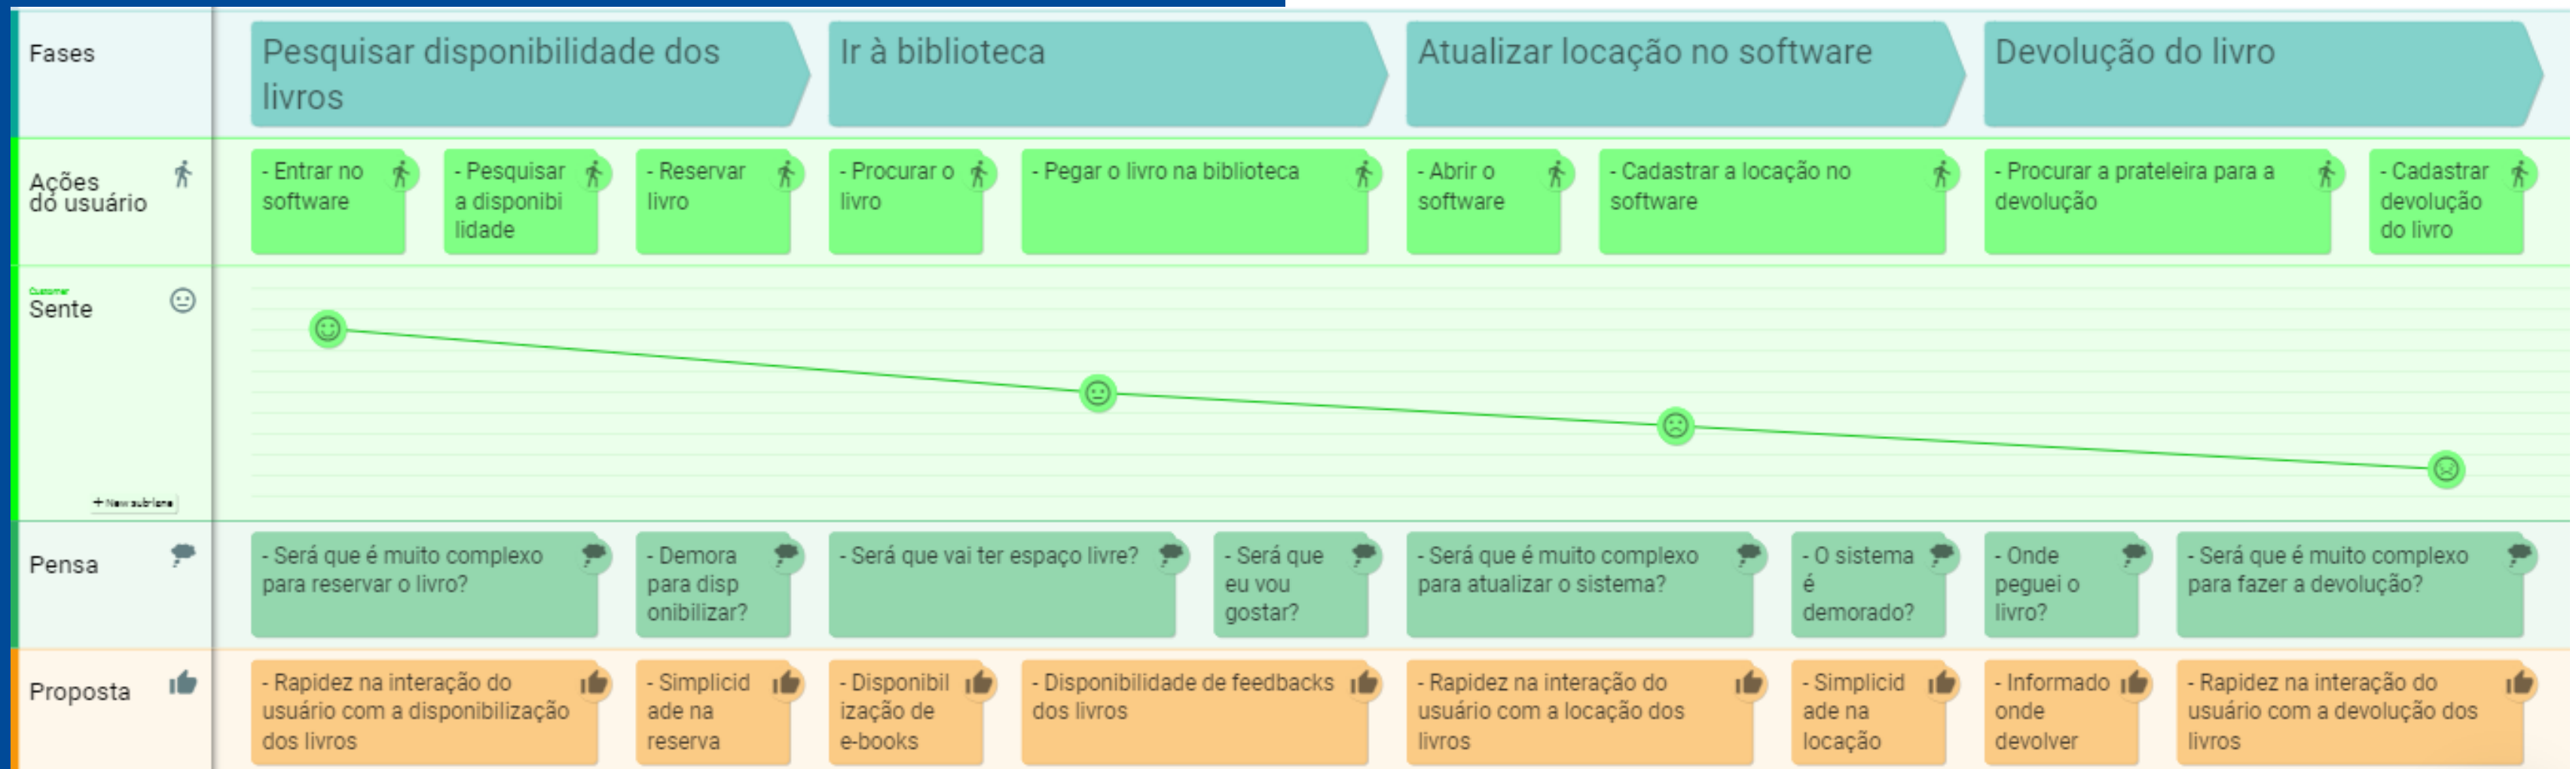 Fases
Pesquisar disponibilidade dos
livros
Ir à biblioteca
Atualizar locação no software
Devolução do livro
Ações
do usuário
- Entrar no
software
- Pesquisar
a disponibi
lidade
- Reservar
livro
- Procurar o
livro
- Pegar o livro na biblioteca
- Abrir o
software
- Cadastrar a locação no
software
- Procurar a prateleira para a
devolução
- Cadastrar
devolução
do livro
Customer
Sente
+ New subrlane
Pensa
- Será que é muito complexo
para reservar o livro?
- Demora
para disp
onibilizar?
- Será que vai ter espaço livre?
- Será que
eu vou
gostar?
- Será que é muito complexo
para atualizar o sistema?
- O sistema
é
demorado?
- Onde
peguei o
livro?
- Será que é muito complexo
para fazer a devolução?
Proposta
- Rapidez na interação do
usuário com a disponibilização
dos livros
- Simplicid
ade na
reserva
- Disponibil
ização de
e-books
- Disponibilidade de feedbacks
dos livros
- Rapidez na interação do
usuário com a locação dos
livros
- Simplicid
ade na
locação
- Informado
onde
devolver
- Rapidez na interação do
usuário com a devolução dos
livros